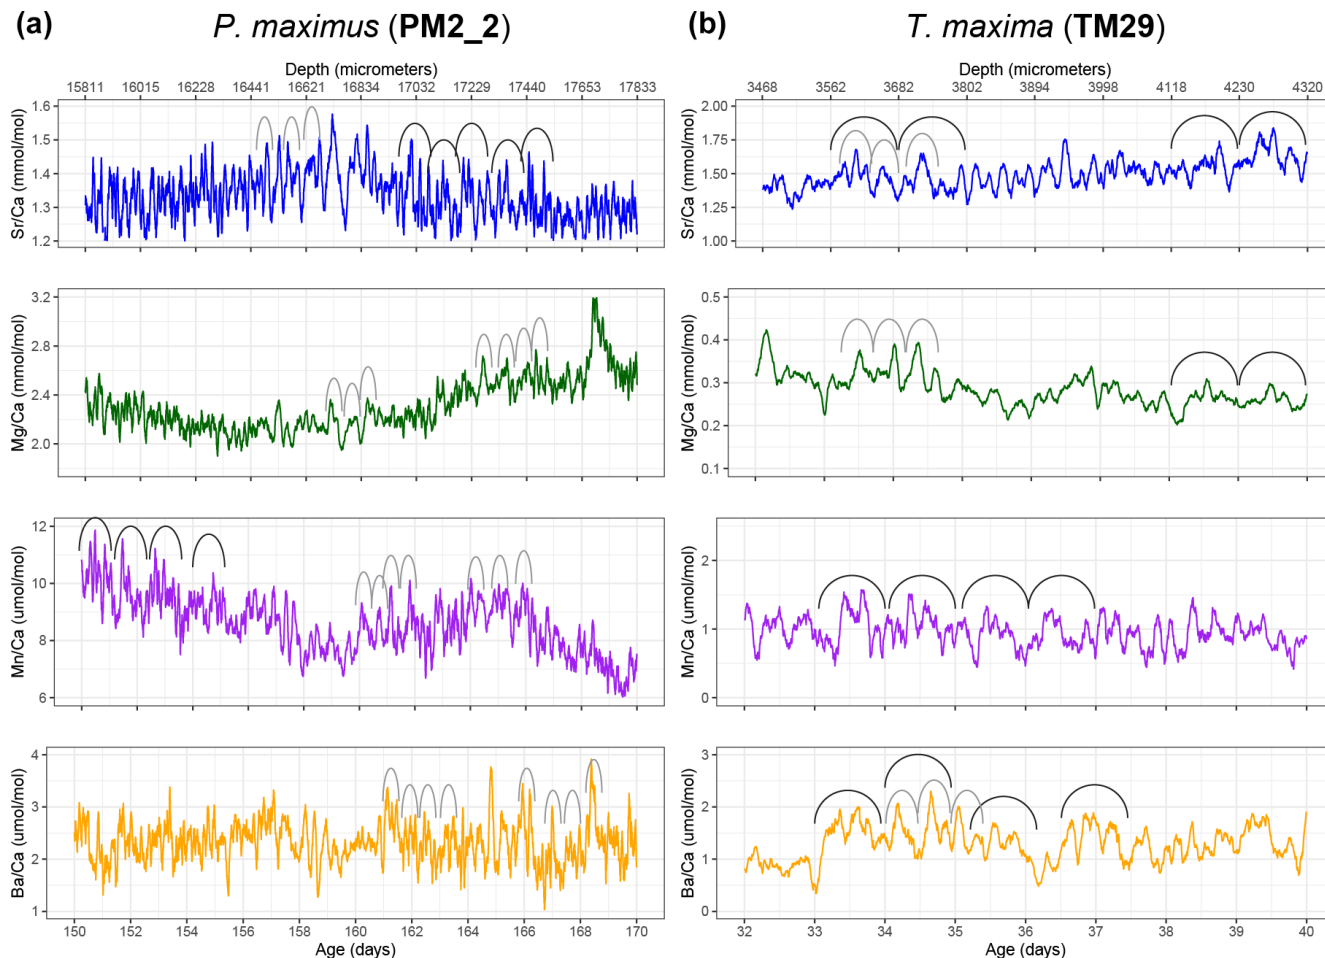 (a) P. maximus (PM2_2)
Depth (micrometers)
15811 16015 16228 16441 16621 16834 17032 17229 17440 17653 17833
Sr/Ca (mmol/mol)
1.6
1.5
1.4
1.3
1.2
Mg/Ca (mmol/mol)
3.2
2.8
2.4
2.0
Mn/Ca (umol/mol)
12
10
8
6
Ba/Ca (umol/mol)
4
3
2
1
150 152 154 156 158 160 162 164 166 168 170
Age (days)
(b) T. maxima (TM29)
Depth (micrometers)
3468 3562 3682 3802 3894 3998 4118 4230 4320
Sr/Ca (mmol/mol)
2.00
1.75
1.50
1.25
1.00
Mg/Ca (mmol/mol)
0.5
0.4
0.3
0.2
0.1
Mn/Ca (umol/mol)
2
1
0
Ba/Ca (umol/mol)
3
2
1
0
32 33 34 35 36 37 38 39 40
Age (days)